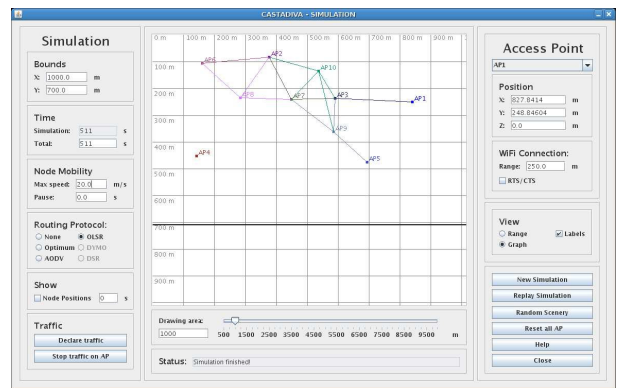 CASTADIVA - SIMULATION
Simulation
Bounds
X: 1000.0 m
Y: 700.0 m
Time
Simulation: 511 s
Total: 511 s
Node Mobility
Max speed: 20.0 m/s
Pause: 0.0 s
Routing Protocol:
None OLSR
Optimum DYMO
AODV DSR
Show
Node Positions 0 s
Traffic
Declare traffic
Stop traffic on AP
0 m 100 m 200 m 300 m 400 m 500 m 600 m 700 m 800 m 900 m
100 m
200 m
300 m
400 m
500 m
600 m
700 m
800 m
900 m
AP2
AP6
AP10
AP8
AP7
AP3
AP1
AP9
AP4
AP5
Drawing area:
1000
500 1500 2500 3500 4500 5500 6500 7500 8500 9500 m
Status: Simulation finished!
Access Point
AP1
Position
X: 827.8414 m
Y: 248.84604 m
Z: 0.0 m
WiFi Connection:
Range: 250.0 m
RTS/CTS
View
Range Labels
Graph
New Simulation
Replay Simulation
Random Scenery
Reset all AP
Help
Close